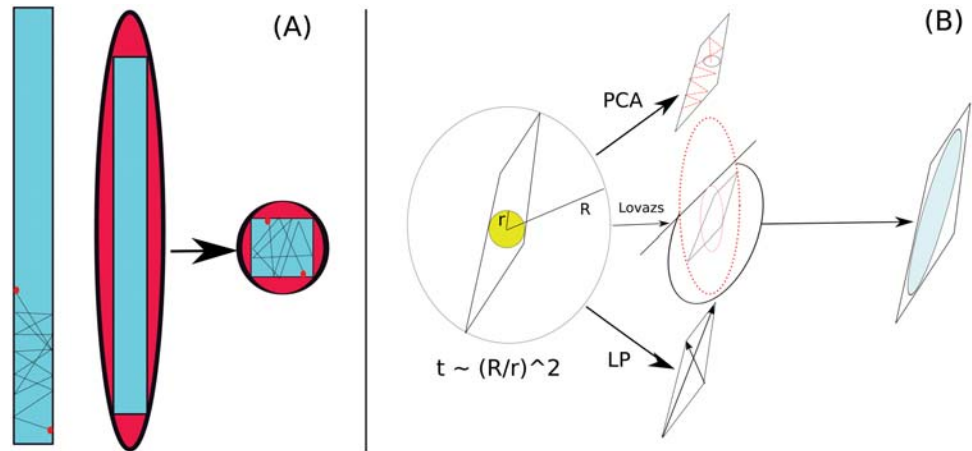 (A)
(B)
PCA
r
R
Lovazs
t ~ (R/r)^2
LP